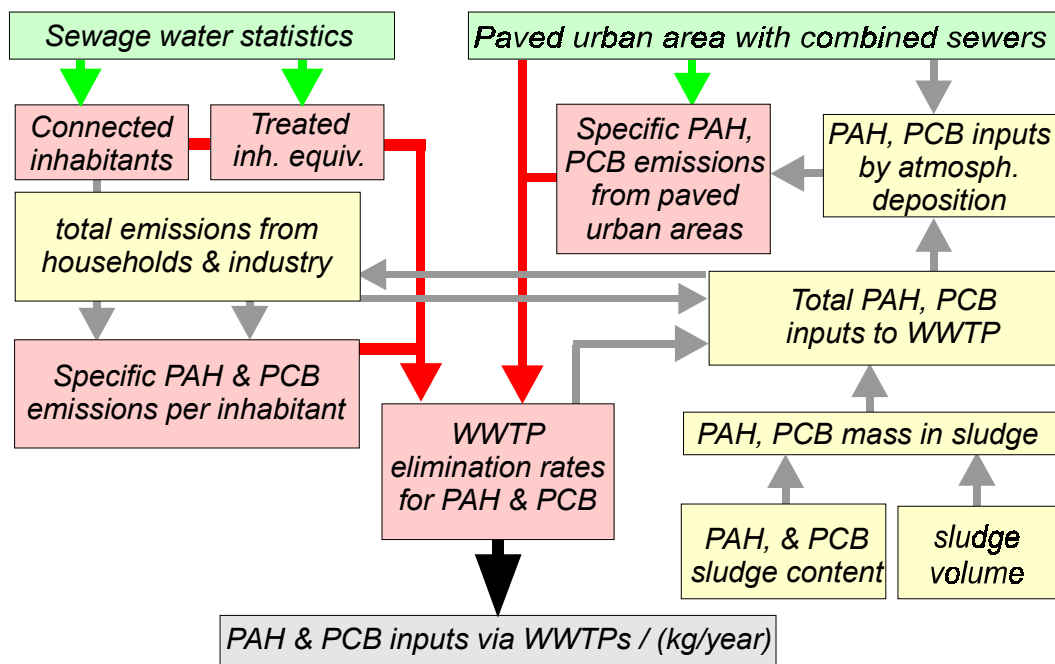 Sewage water statistics
Paved urban area with combined sewers
Connected
inhabitants
Treated
inh. equiv.
Specific PAH,
PCB emissions
from paved
urban areas
PAH, PCB inputs
by atmosph.
deposition
total emissions from
households & industry
Total PAH, PCB
inputs to WWTP
Specific PAH & PCB
emissions per inhabitant
WWTP
elimination rates
for PAH & PCB
PAH, PCB mass in sludge
PAH, & PCB
sludge content
sludge
volume
PAH & PCB inputs via WWTPs / (kg/year)